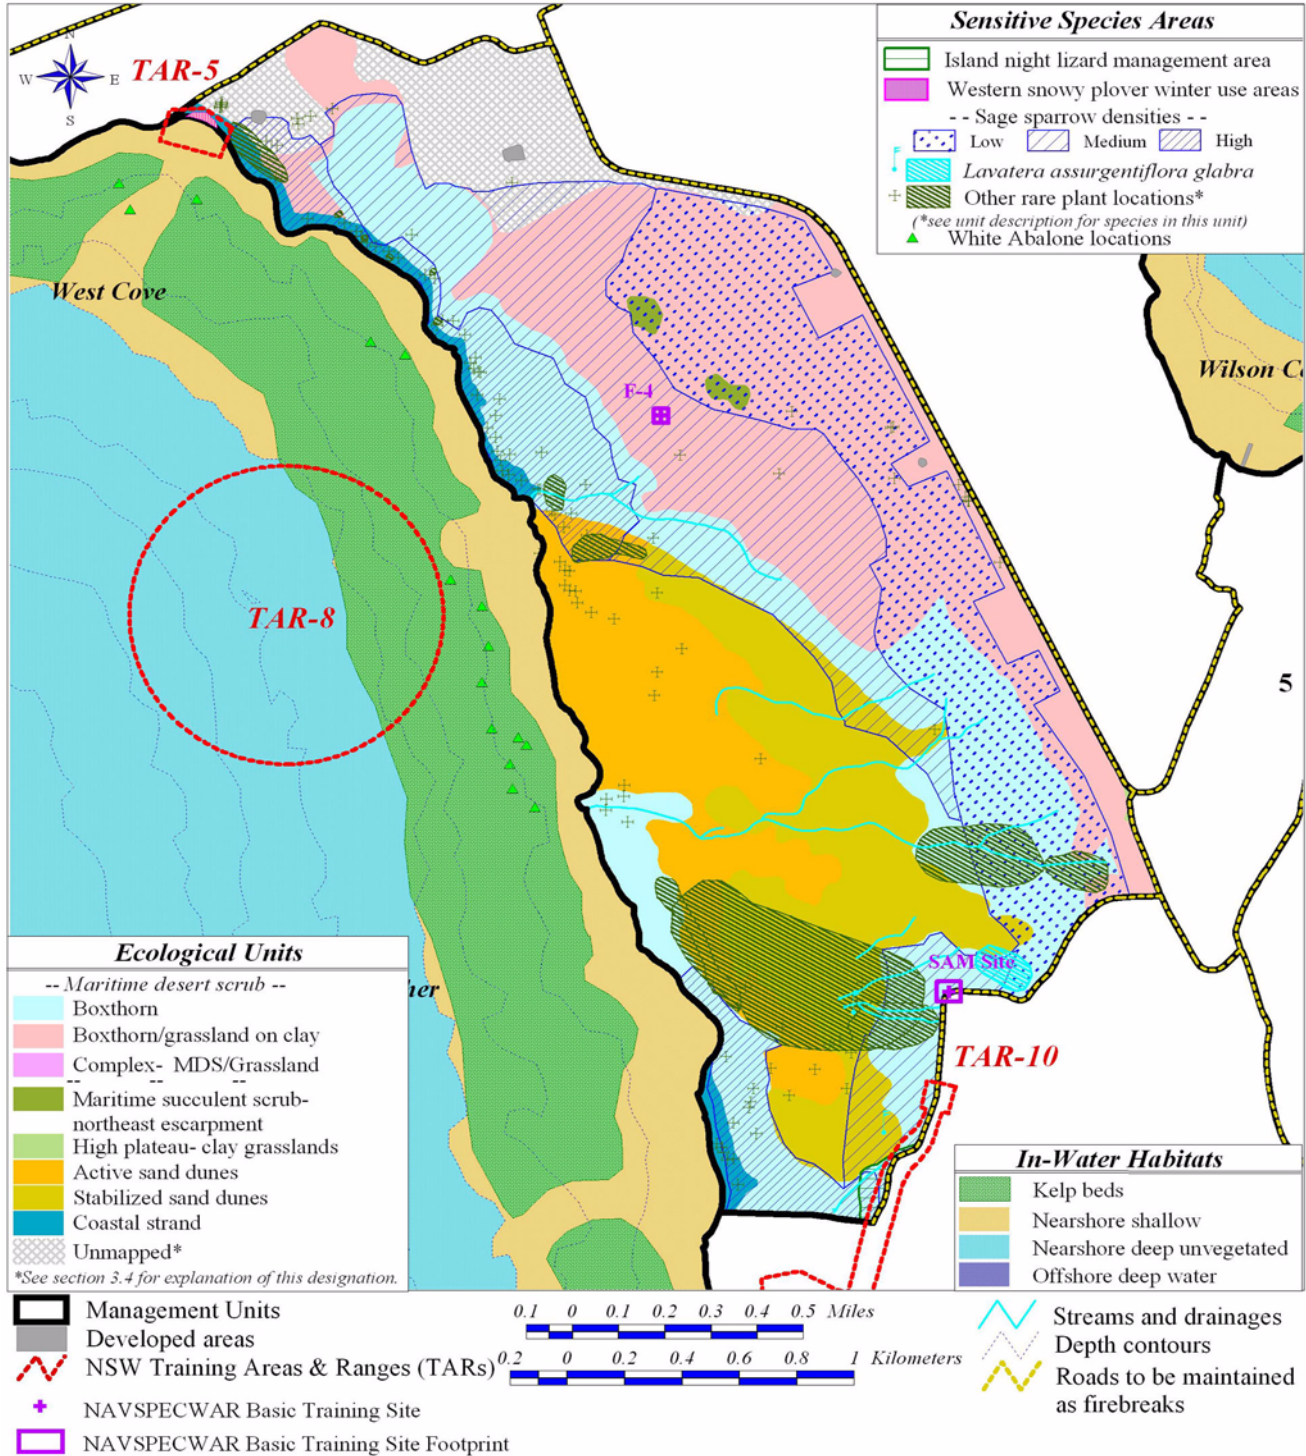 N
W E
S
TAR-5
West Cove
TAR-8
F-4
SAM Site
TAR-10
Wilson C
5
her
Sensitive Species Areas
Island night lizard management area
Western snowy plover winter use areas
- - Sage sparrow densities - -
Low Medium High
Lavatera assurgentiflora glabra
Other rare plant locations*
(*see unit description for species in this unit)
White Abalone locations
Ecological Units
-- Maritime desert scrub --
Boxthorn
Boxthorn/grassland on clay
Complex- MDS/Grassland
-- -- --
Maritime succulent scrub-
northeast escarpment
High plateau- clay grasslands
Active sand dunes
Stabilized sand dunes
Coastal strand
Unmapped*
*See section 3.4 for explanation of this designation.
In-Water Habitats
Kelp beds
Nearshore shallow
Nearshore deep unvegetated
Offshore deep water
Management Units
Developed areas
NSW Training Areas & Ranges (TARs)
NAVSPECWAR Basic Training Site
NAVSPECWAR Basic Training Site Footprint
0.1 0 0.1 0.2 0.3 0.4 0.5 Miles
0.2 0 0.2 0.4 0.6 0.8 1 Kilometers
Streams and drainages
Depth contours
Roads to be maintained
as firebreaks